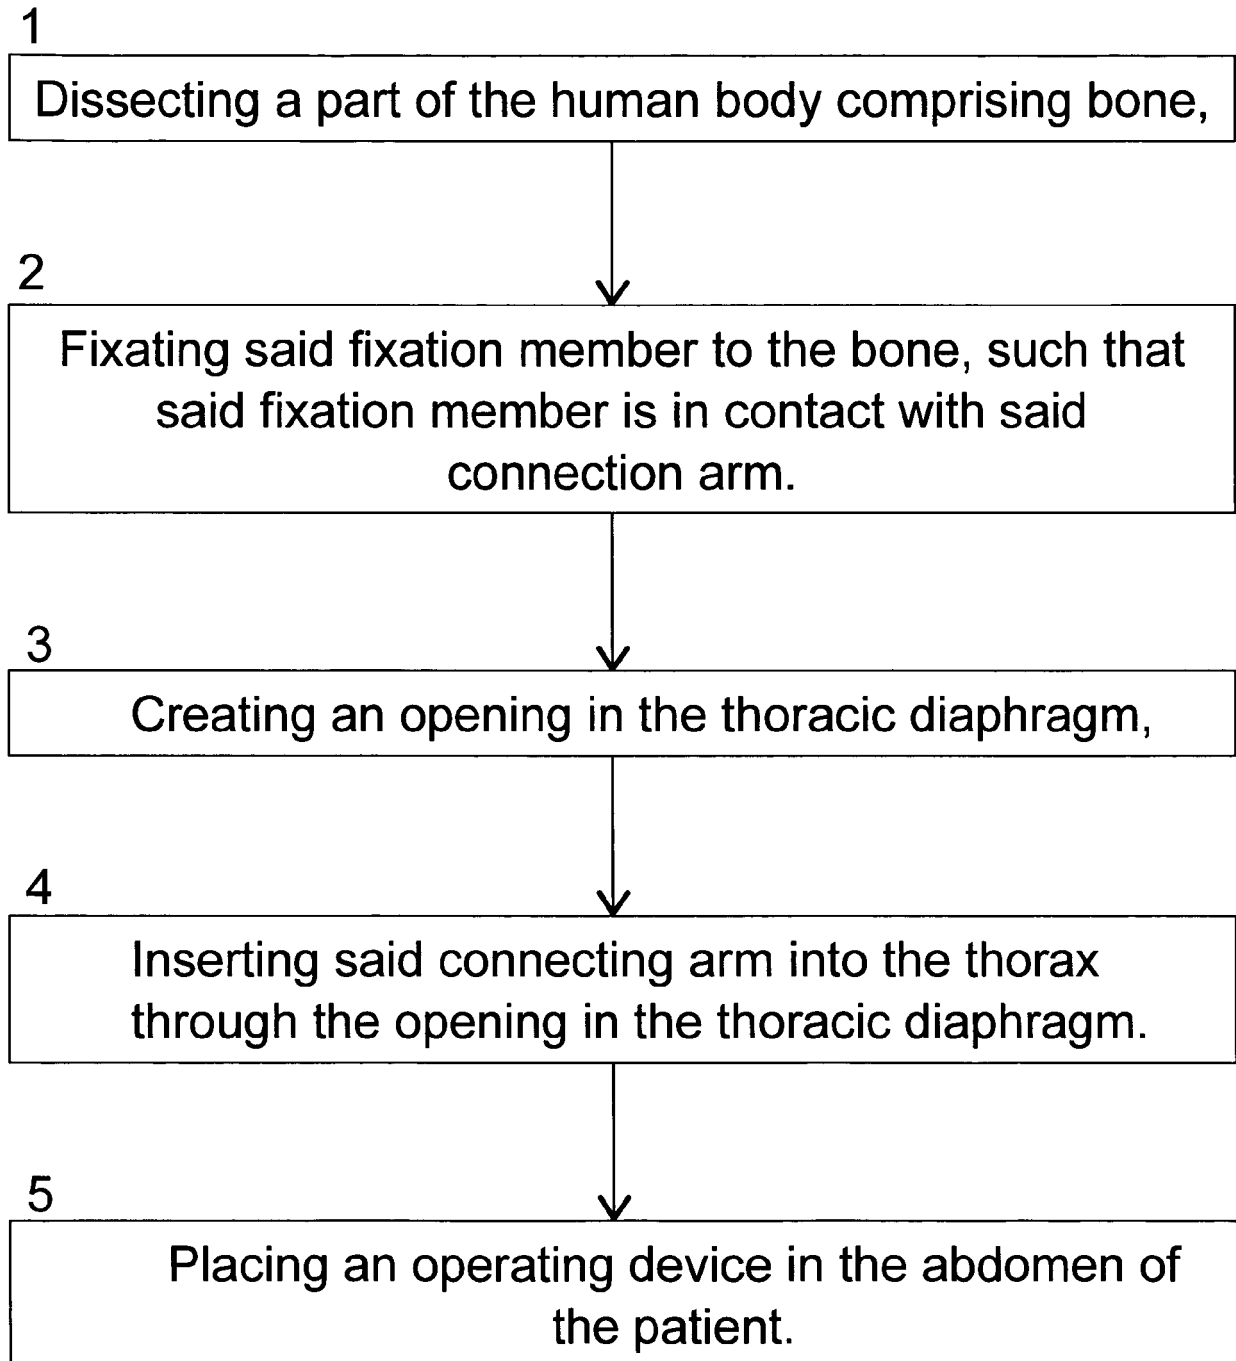 1
Dissecting a part of the human body comprising bone,
2
Fixating said fixation member to the bone, such that
said fixation member is in contact with said
connection arm.
3
Creating an opening in the thoracic diaphragm,
4
Inserting said connecting arm into the thorax
through the opening in the thoracic diaphragm.
5
Placing an operating device in the abdomen of
the patient.